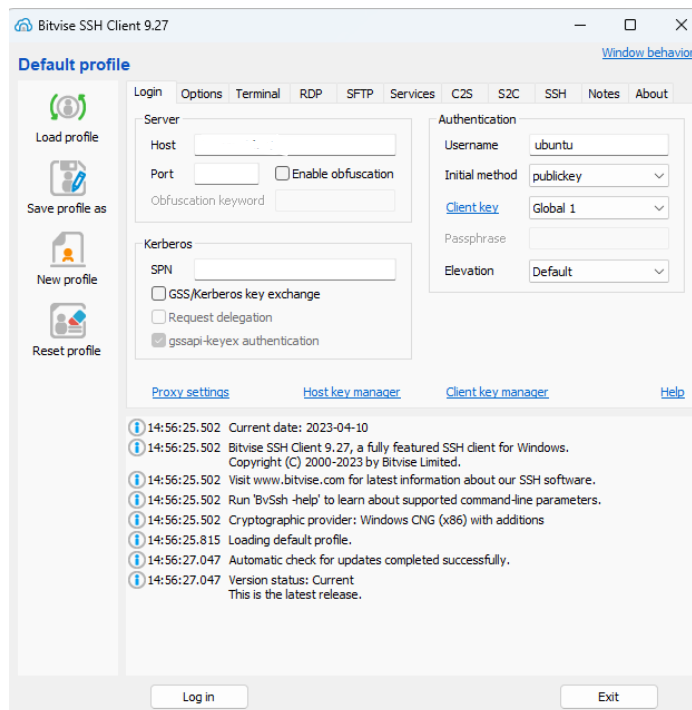 Bitvise SSH Client 9.27
Default profile
Window behavior
Load profile
Save profile as
New profile
Reset profile
Login Options Terminal RDP SFTP Services C2S S2C SSH Notes About
Server
Host
Port Enable obfuscation
Obfuscation keyword
Kerberos
SPN
GSS/Kerberos key exchange
Request delegation
gssapi-keyex authentication
Authentication
Username ubuntu
Initial method publickey
Client key Global 1
Passphrase
Elevation Default
Proxy settings Host key manager Client key manager Help
14:56:25.502 Current date: 2023-04-10
14:56:25.502 Bitvise SSH Client 9.27, a fully featured SSH client for Windows.
Copyright (C) 2000-2023 by Bitvise Limited.
14:56:25.502 Visit www.bitvise.com for latest information about our SSH software.
14:56:25.502 Run 'BvSsh -help' to learn about supported command-line parameters.
14:56:25.502 Cryptographic provider: Windows CNG (x86) with additions
14:56:25.815 Loading default profile.
14:56:27.047 Automatic check for updates completed successfully.
14:56:27.047 Version status: Current
This is the latest release.
Log in Exit